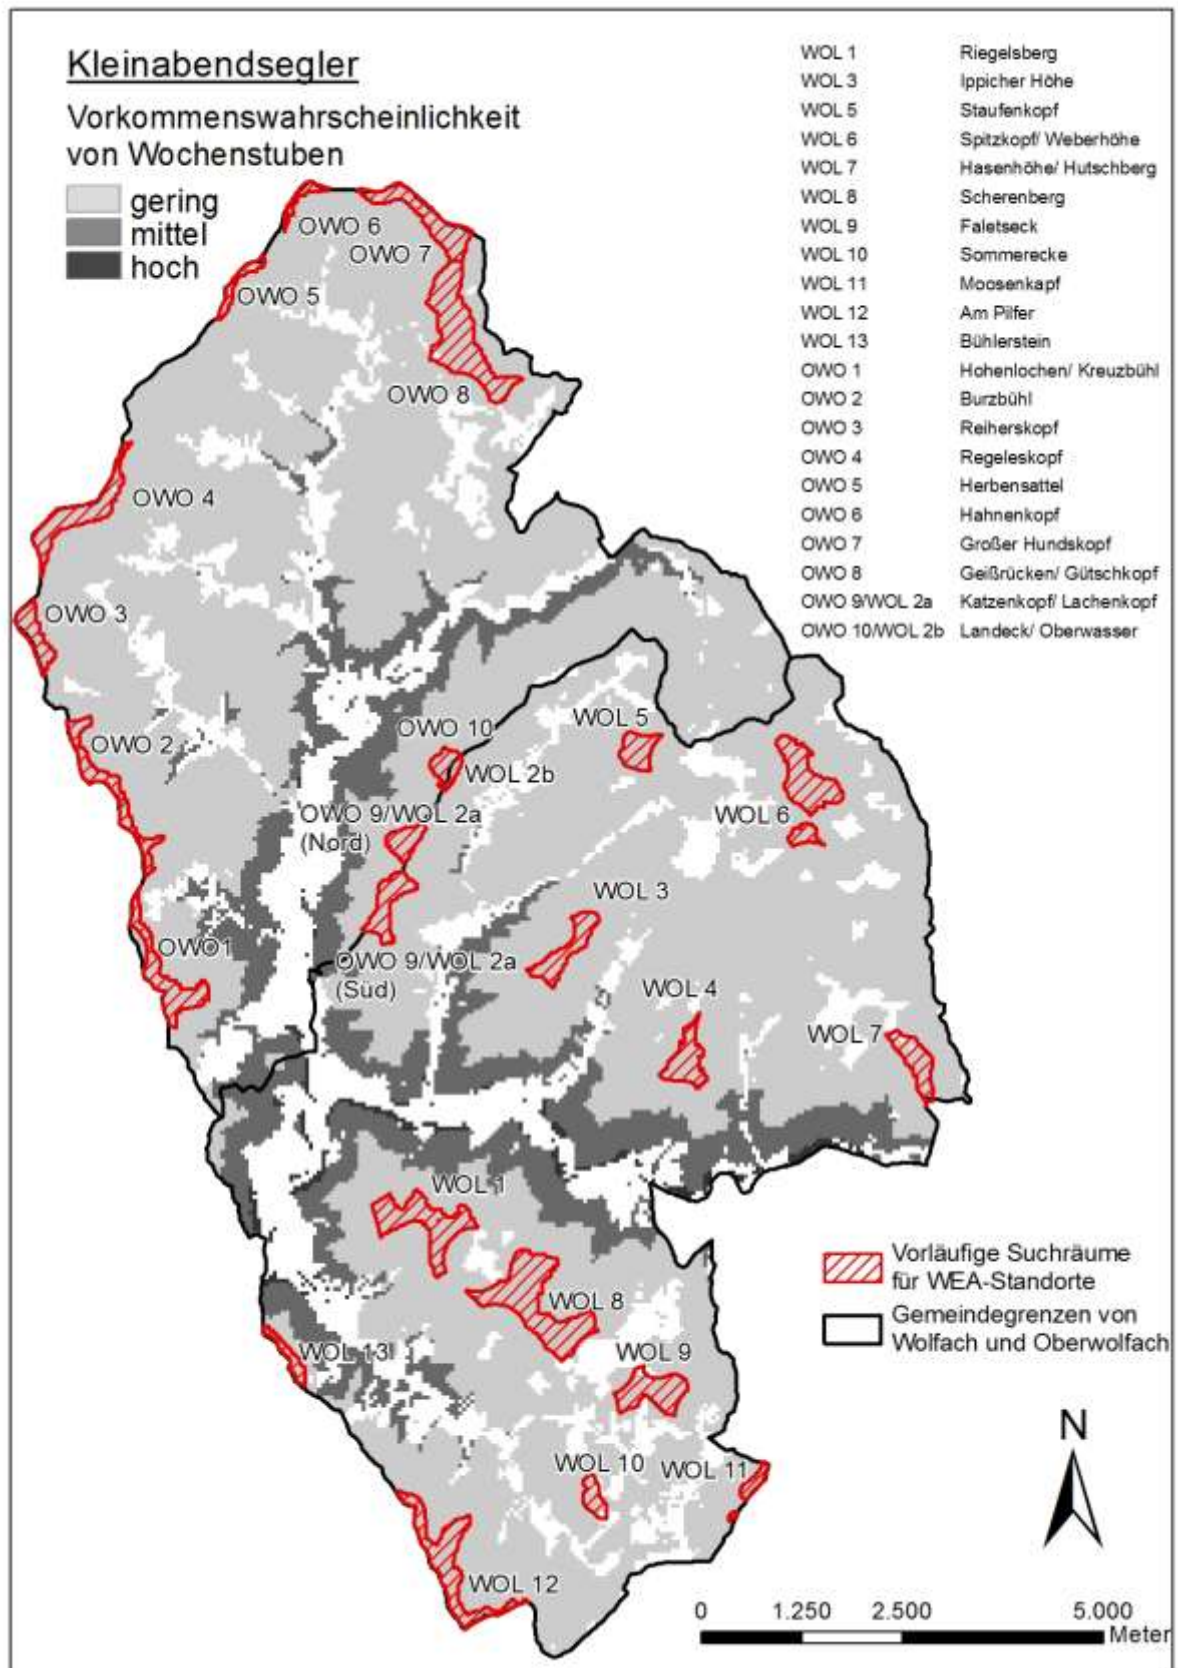 Kleinabendsegler
Vorkommenswahrscheinlichkeit
von Wochenstuben
gering
mittel
hoch
WOL 1 Riegelsberg
WOL 3 Ippicher Höhe
WOL 5 Staufenkopf
WOL 6 Spitzkopf/ Weberhöhe
WOL 7 Hasenhöhe/ Hutschberg
WOL 8 Scherenberg
WOL 9 Faletseck
WOL 10 Sommerecke
WOL 11 Moosenkapf
WOL 12 Am Pilfer
WOL 13 Bühlerstein
OWO 1 Hohenlochen/ Kreuzbühl
OWO 2 Burzbühl
OWO 3 Reiherskopf
OWO 4 Regeleskopf
OWO 5 Herbensattel
OWO 6 Hahnenkopf
OWO 7 Großer Hundskopf
OWO 8 Geißrücken/ Gütschkopf
OWO 9/WOL 2a Katzenkopf/ Lachenkopf
OWO 10/WOL 2b Landeck/ Oberwasser
OWO 6
OWO 7
OWO 5
OWO 8
OWO 4
OWO 3
OWO 2
OWO 10
WOL 5
WOL 2b
OWO 9/WOL 2a
(Nord)
WOL 6
WOL 3
OWO1
OWO 9/WOL 2a
(Süd)
WOL 4
WOL 7
WOL 1
WOL 8
WOL 13
WOL 9
WOL 10
WOL 11
WOL 12
Vorläufige Suchräume
für WEA-Standorte
Gemeindegrenzen von
Wolfach und Oberwolfach
N
0 1.250 2.500 5.000
Meter